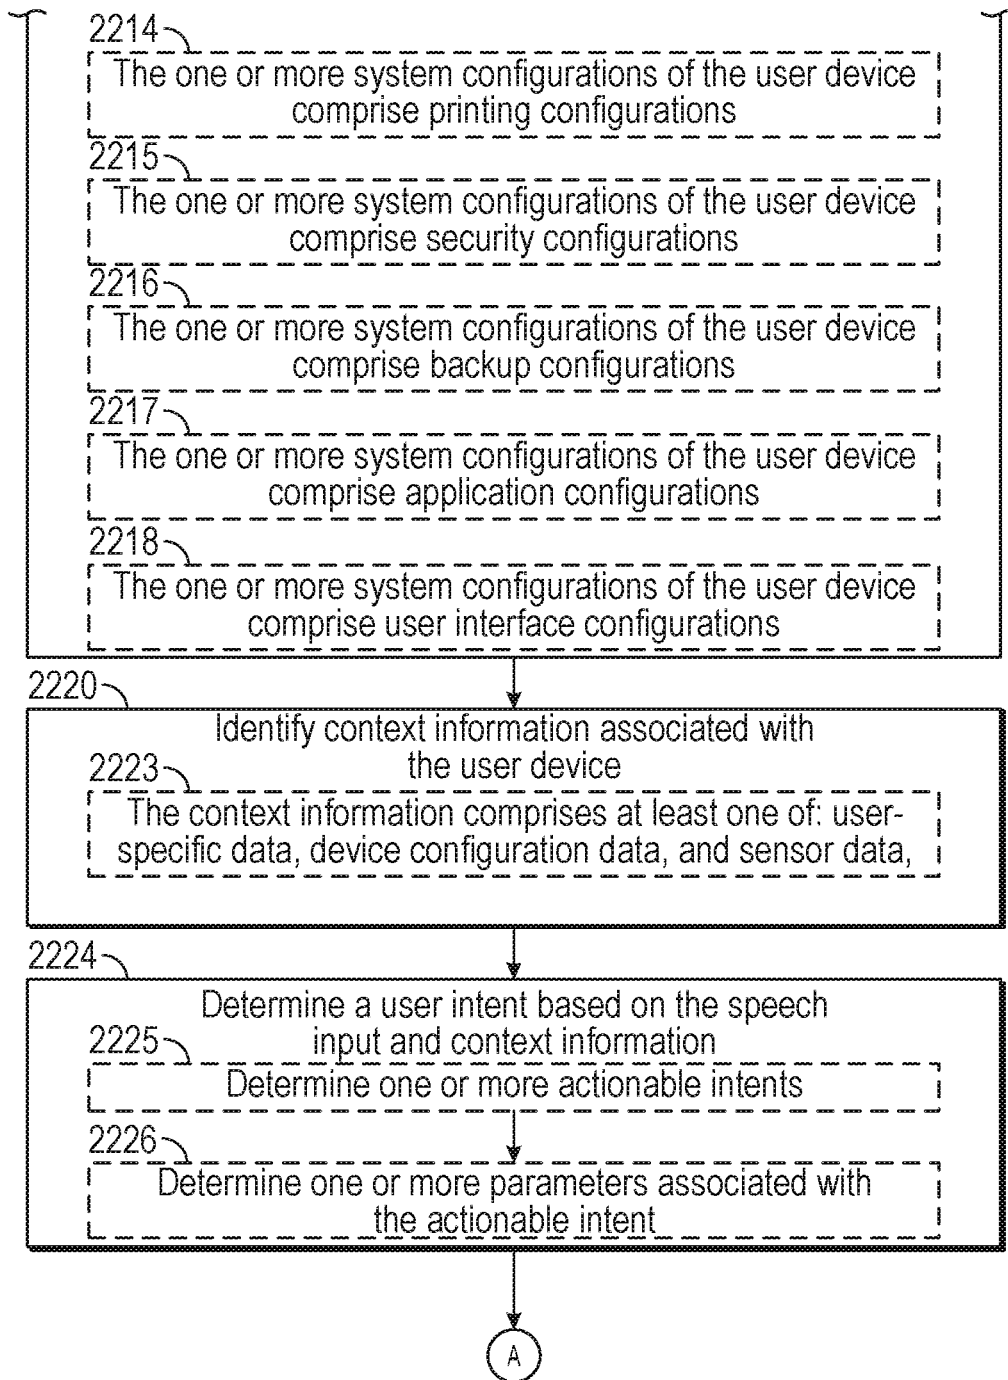 2214
The one or more system configurations of the user device
comprise printing configurations
2215
The one or more system configurations of the user device
comprise security configurations
2216
The one or more system configurations of the user device
comprise backup configurations
2217
The one or more system configurations of the user device
comprise application configurations
2218
The one or more system configurations of the user device
comprise user interface configurations
2220
Identify context information associated with
the user device
2223
The context information comprises at least one of: user-
specific data, device configuration data, and sensor data,
2224
Determine a user intent based on the speech
input and context information
2225
Determine one or more actionable intents
2226
Determine one or more parameters associated with
the actionable intent
A